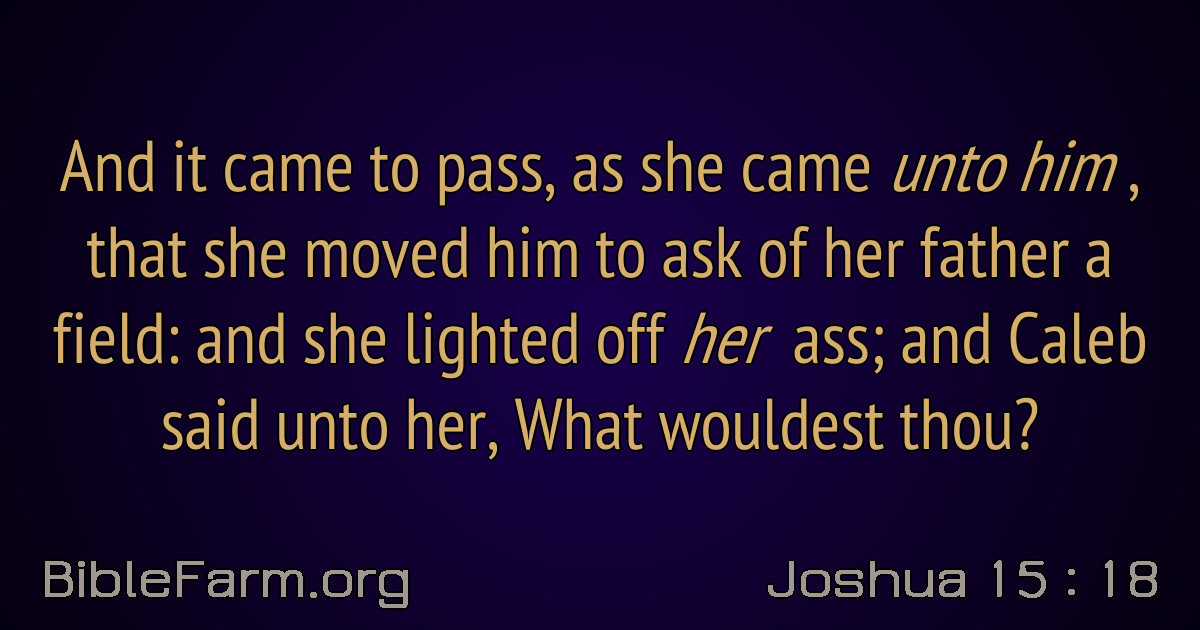 And it came to pass, as she came unto him ,
that she moved him to ask of her father a
field: and she lighted off her ass; and Caleb
said unto her, What wouldest thou?
BibleFarm.org
Joshua 15 : 18